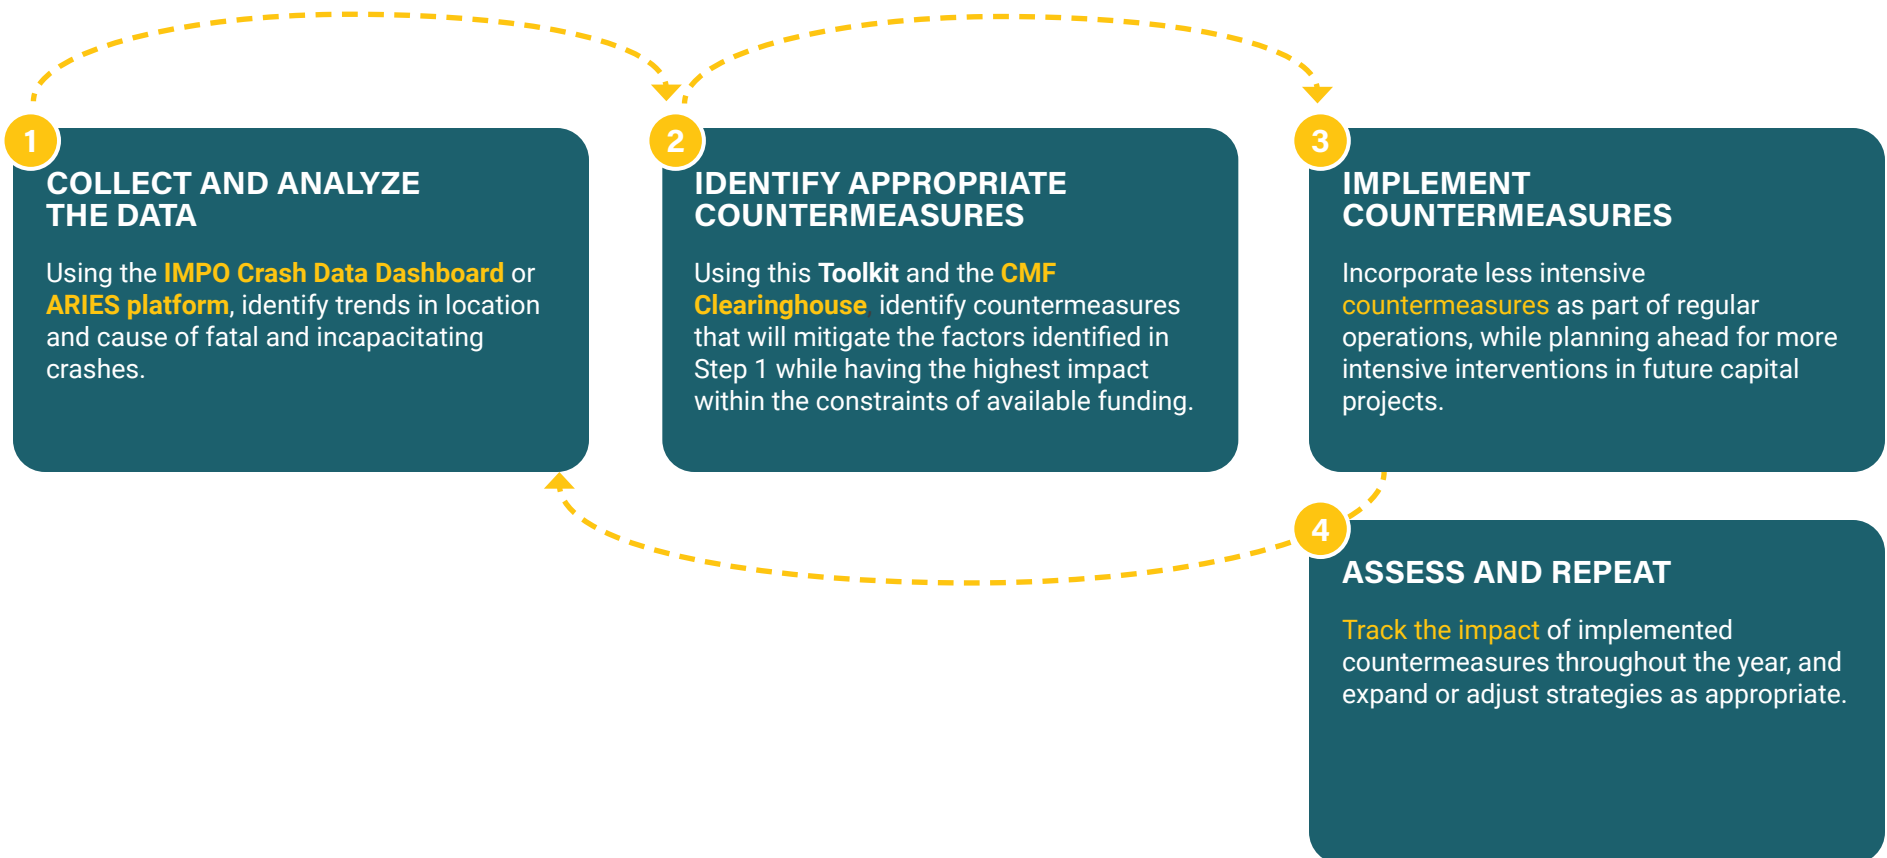 1
COLLECT AND ANALYZE
THE DATA
Using the IMPO Crash Data Dashboard or
ARIES platform, identify trends in location
and cause of fatal and incapacitating
crashes.
2
IDENTIFY APPROPRIATE
COUNTERMEASURES
Using this Toolkit and the CMF
Clearinghouse, identify countermeasures
that will mitigate the factors identified in
Step 1 while having the highest impact
within the constraints of available funding.
3
IMPLEMENT
COUNTERMEASURES
Incorporate less intensive
countermeasures as part of regular
operations, while planning ahead for more
intensive interventions in future capital
projects.
4
ASSESS AND REPEAT
Track the impact of implemented
countermeasures throughout the year, and
expand or adjust strategies as appropriate.